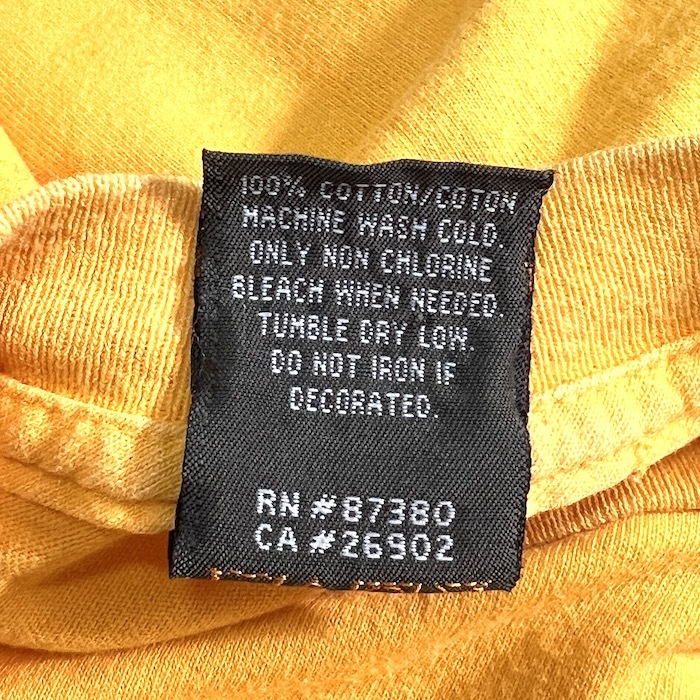 100% COTTON/COTON
MACHINE WASH COLD.
ONLY NON CHLORINE
BLEACH WHEN NEEDED.
TUMBLE DRY LOW.
DO NOT IRON IF
DECORATED.
RN #87380
CA #26902